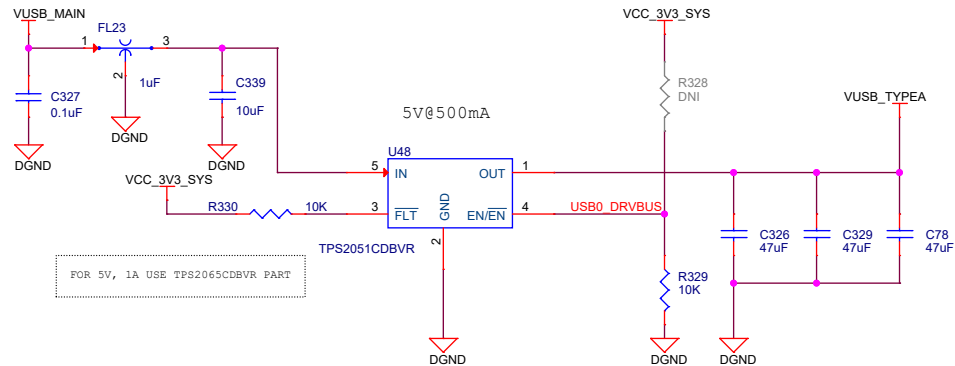 VUSB_MAIN
FL23
1
3
2
1uF
C327
0.1uF
DGND
DGND
C339
10uF
DGND
VCC_3V3_SYS
R328
DNI
VUSB_TYPEA
5V@500mA
U48
5
IN
OUT
1
VCC_3V3_SYS
R330
10K
3
FLT
GND
EN/EN
4
USB0_DRVBUS
2
TPS2051CDBVR
C326
47uF
C329
47uF
C78
47uF
FOR 5V, 1A USE TPS2065CDBVR PART
R329
10K
DGND
DGND
DGND